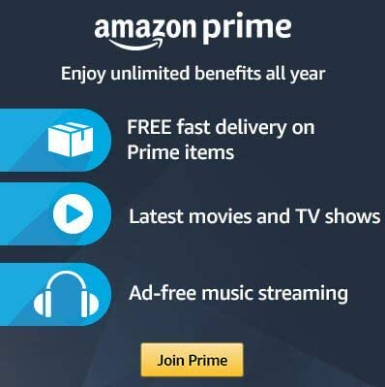 amazon prime
Enjoy unlimited benefits all year
FREE fast delivery on
Prime items
Latest movies and TV shows
Ad-free music streaming
Join Prime